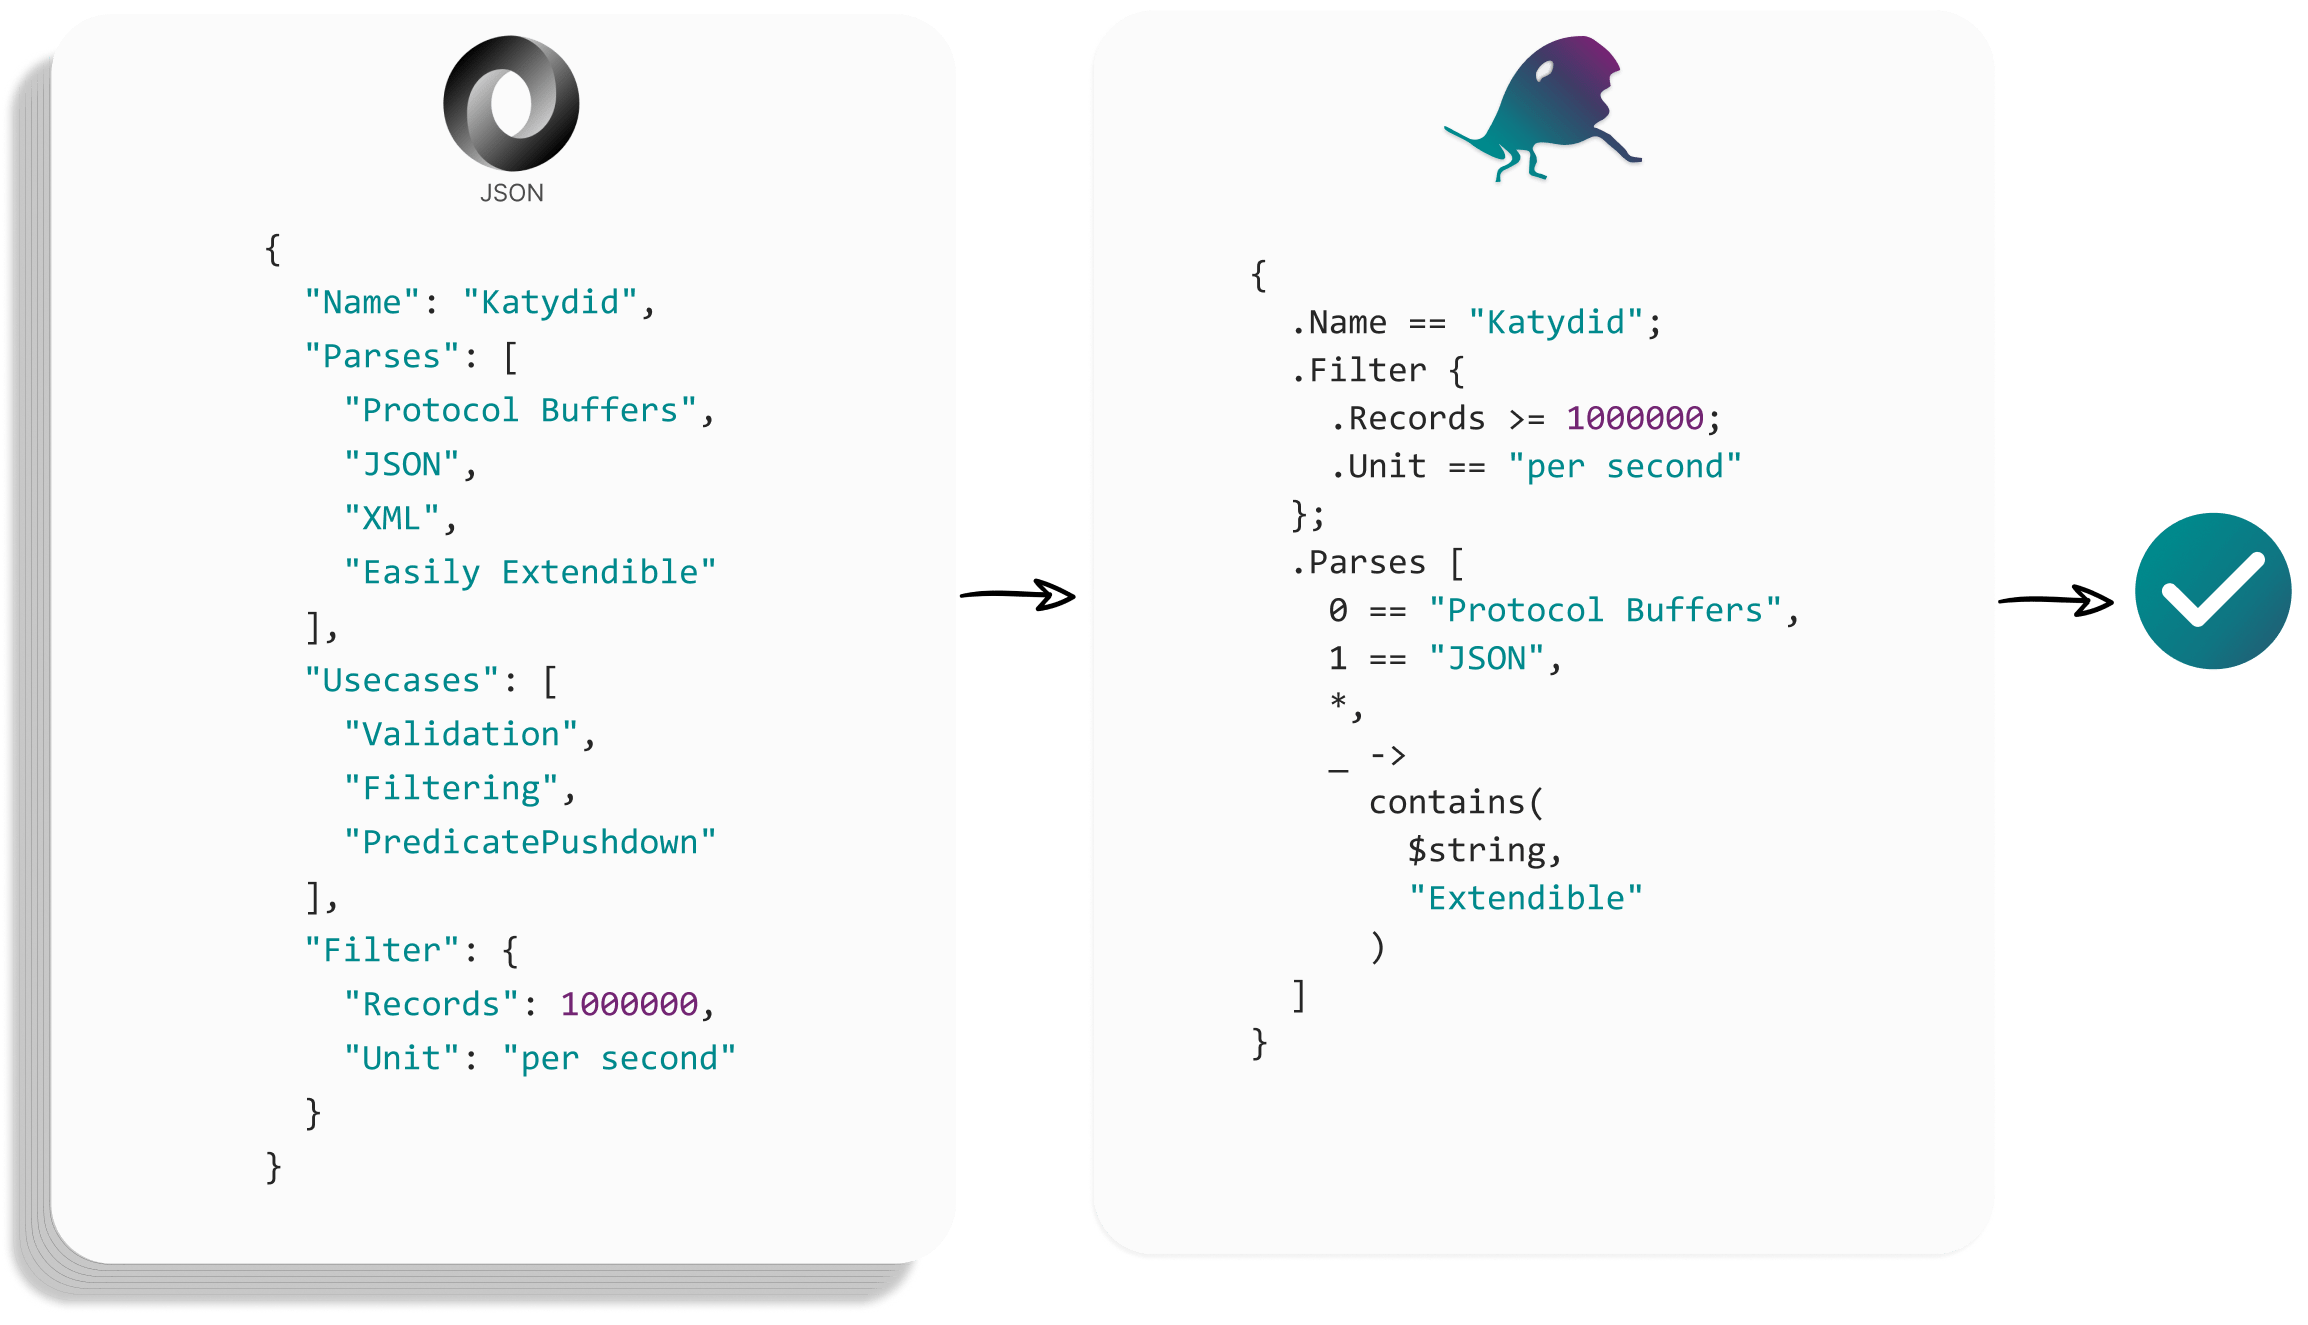 JSON
{
  "Name": "Katydid",
  "Parses": [
    "Protocol Buffers",
    "JSON",
    "XML",
    "Easily Extendible"
  ],
  "Usecases": [
    "Validation",
    "Filtering",
    "PredicatePushdown"
  ],
  "Filter": {
    "Records": 1000000,
    "Unit": "per second"
  }
}
{
  .Name == "Katydid";
  .Filter {
    .Records >= 1000000;
    .Unit == "per second"
  };
  .Parses [
    0 == "Protocol Buffers",
    1 == "JSON",
    *,
    _ ->
      contains(
        $string,
        "Extendible"
      )
  ]
}